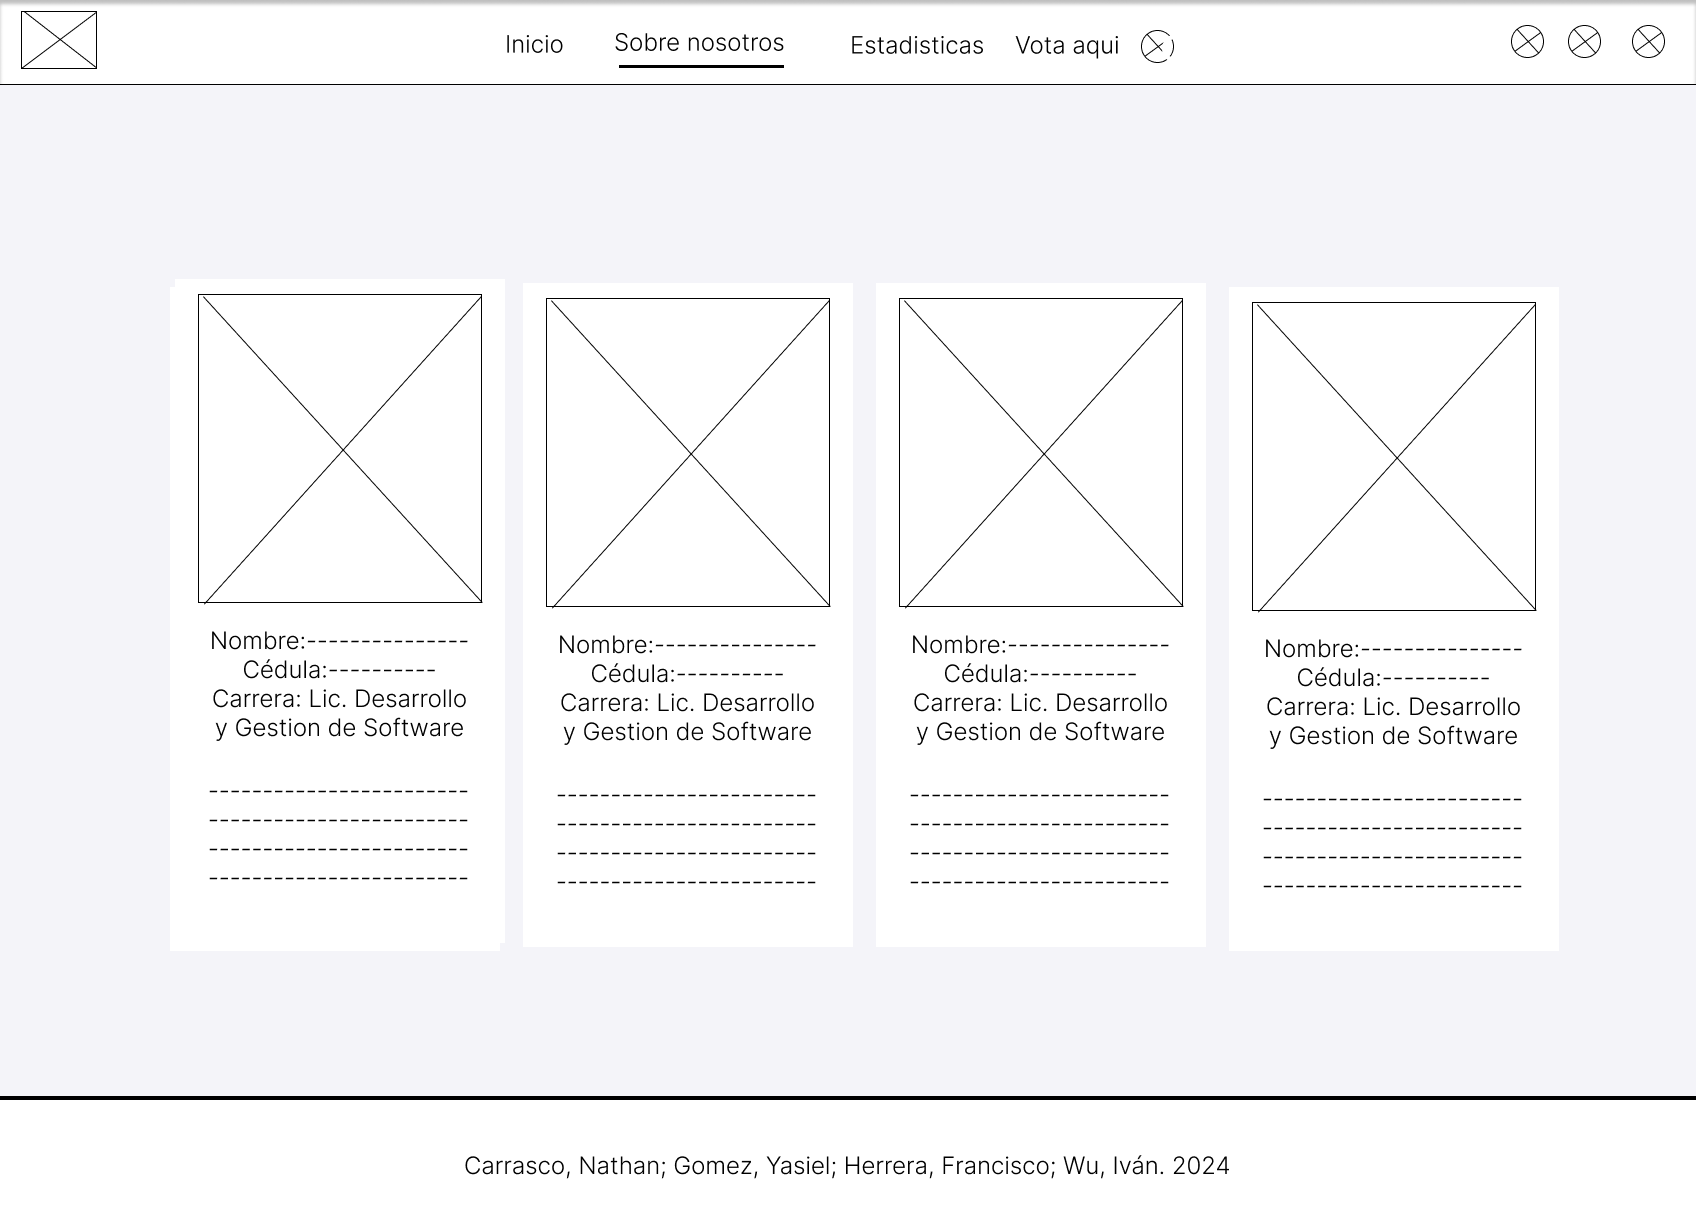 Inicio Sobre nosotros Estadisticas Vota aqui
Nombre:---------------
Cédula:----------
Carrera: Lic. Desarrollo
y Gestion de Software
------------------------
------------------------
------------------------
------------------------
Nombre:---------------
Cédula:----------
Carrera: Lic. Desarrollo
y Gestion de Software
------------------------
------------------------
------------------------
------------------------
Nombre:---------------
Cédula:----------
Carrera: Lic. Desarrollo
y Gestion de Software
------------------------
------------------------
------------------------
------------------------
Nombre:---------------
Cédula:----------
Carrera: Lic. Desarrollo
y Gestion de Software
------------------------
------------------------
------------------------
------------------------
Carrasco, Nathan; Gomez, Yasiel; Herrera, Francisco; Wu, Iván. 2024